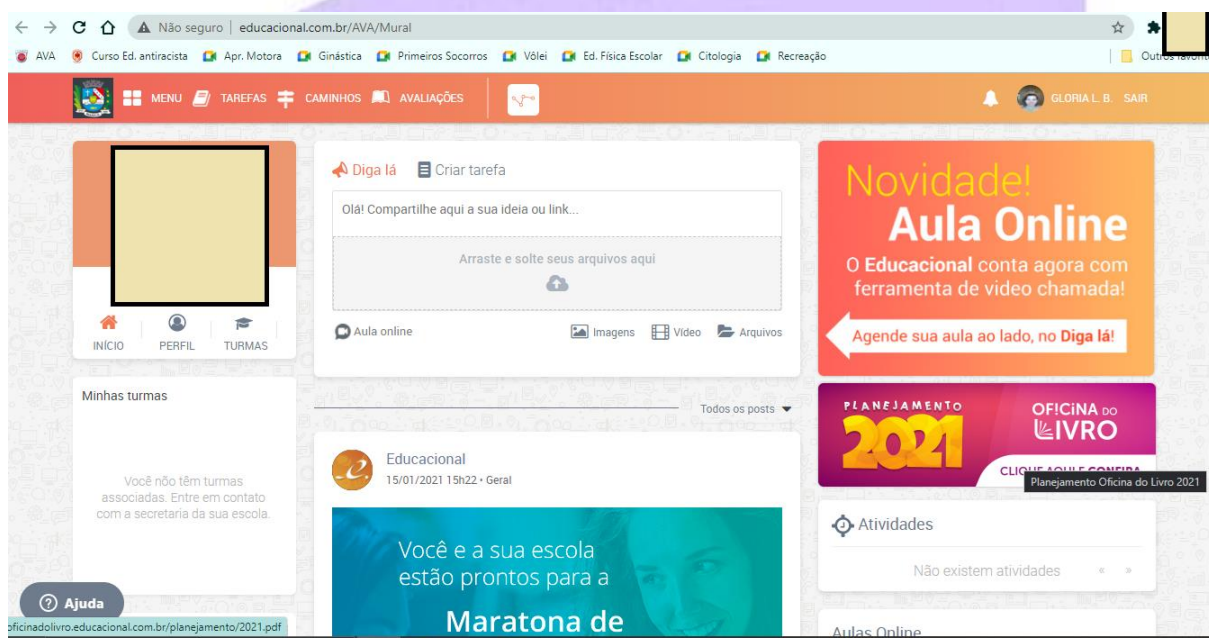 Não seguro | educacional.com.br/AVA/Mural
AVA Curso Ed. antiracista Apr. Motora Ginástica Primeiros Socorros Vôlei Ed. Física Escolar Citologia Recreação Outros favoritos
MENU TAREFAS CAMINHOS AVALIAÇÕES GLORIA L. B. SAIR
INÍCIO PERFIL TURMAS
Minhas turmas
Você não têm turmas
associadas. Entre em contato
com a secretaria da sua escola.
Ajuda
oficinadolivro.educacional.com.br/planejamento/2021.pdf
Diga lá Criar tarefa
Olá! Compartilhe aqui a sua ideia ou link...
Arraste e solte seus arquivos aqui
Aula online Imagens Vídeo Arquivos
Todos os posts
Educacional
15/01/2021 15h22 • Geral
Você e a sua escola
estão prontos para a
Maratona de
Novidade!
Aula Online
O Educacional conta agora com
ferramenta de video chamada!
Agende sua aula ao lado, no Diga lá!
PLANEJAMENTO
2021
OFICINA DO
LIVRO
CLIQUE AQUI E CONFIRA
Planejamento Oficina do Livro 2021
Atividades
Não existem atividades « »
Aulas Online